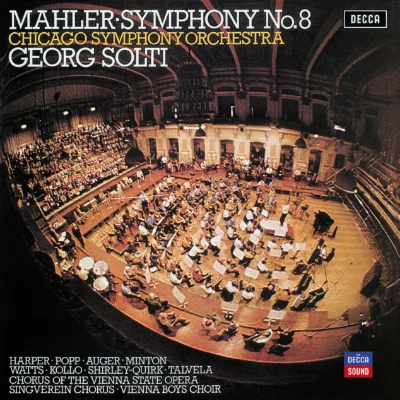 MAHLER·SYMPHONY No.8
DECCA
CHICAGO SYMPHONY ORCHESTRA
GEORG SOLTI
HARPER · POPP · AUGER · MINTON
WATTS · KOLLO · SHIRLEY-QUIRK · TALVELA
CHORUS OF THE VIENNA STATE OPERA
SINGVEREIN CHORUS · VIENNA BOYS CHOIR
DECCA
SOUND